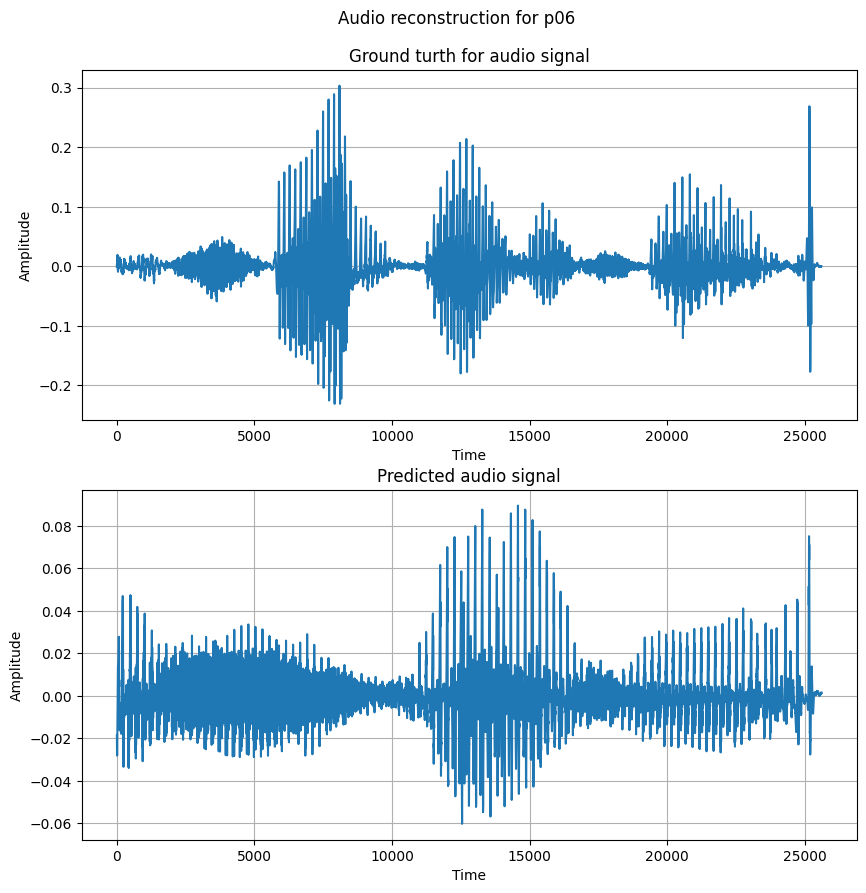 Audio reconstruction for p06
Ground turth for audio signal
0.3
0.2
0.1
0.0
−0.1
−0.2
Amplitude
0 5000 10000 15000 20000 25000
Time
Predicted audio signal
0.08
0.06
0.04
0.02
0.00
−0.02
−0.04
−0.06
Amplitude
0 5000 10000 15000 20000 25000
Time